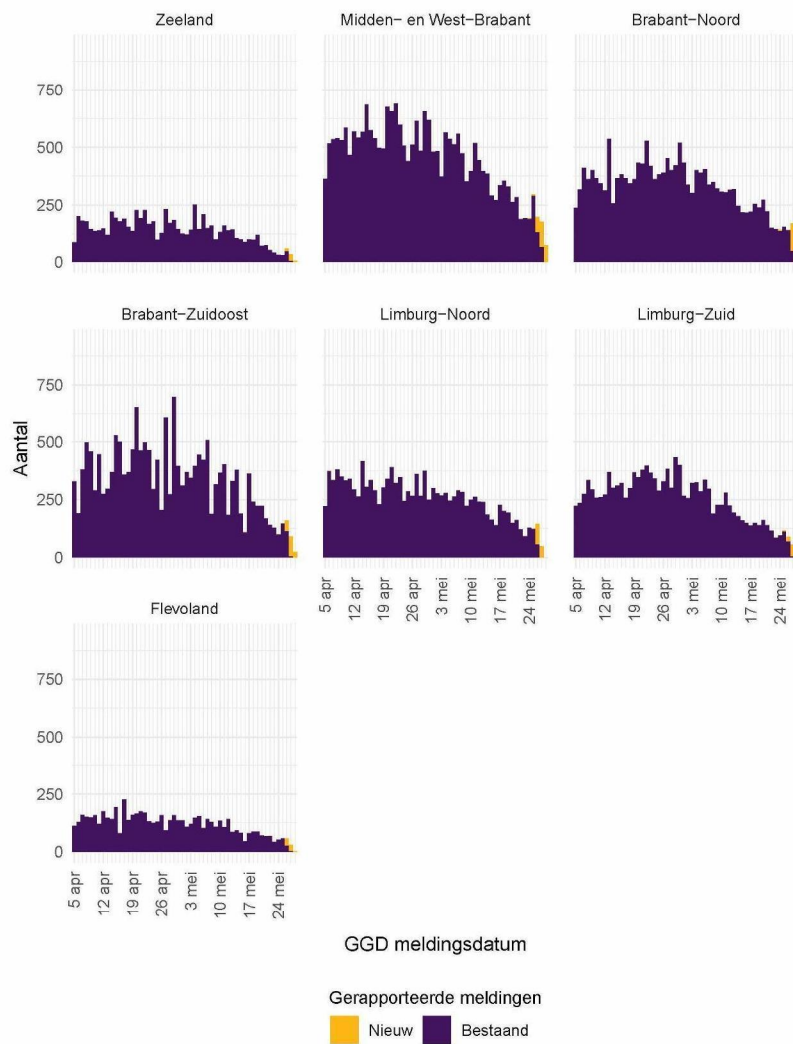 Zeeland
Midden- en West-Brabant
Brabant-Noord
750
500
250
0
Brabant-Zuidoost
Limburg-Noord
Limburg-Zuid
Aantal
750
500
250
0
5 apr
12 apr
19 apr
26 apr
3 mei
10 mei
17 mei
24 mei
5 apr
12 apr
19 apr
26 apr
3 mei
10 mei
17 mei
24 mei
Flevoland
750
500
250
0
5 apr
12 apr
19 apr
26 apr
3 mei
10 mei
17 mei
24 mei
GGD meldingsdatum
Gerapporteerde meldingen
Nieuw
Bestaand